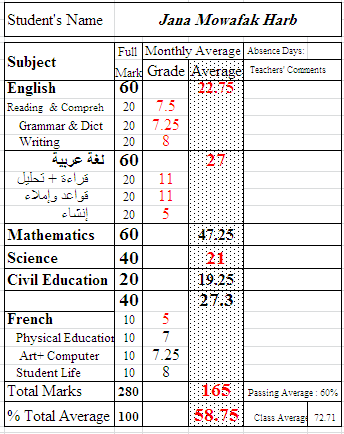 Student's Name Jana Mowafak Harb
Subject Full Mark Monthly Average Absence Days:
Grade Average Teachers' Comments
English 60 22.75
Reading & Compreh 20 7.5
Grammar & Dict 20 7.25
Writing 20 8
لغة عربية 60 27
قراءة + تحليل 20 11
قواعد وإملاء 20 11
إنشاء 20 5
Mathematics 60 47.25
Science 40 21
Civil Education 20 19.25
40 27.3
French 10 5
Physical Education 10 7
Art+ Computer 10 7.25
Student Life 10 8
Total Marks 280 165 Passing Average : 60%
% Total Average 100 58.75 Class Average 72.71